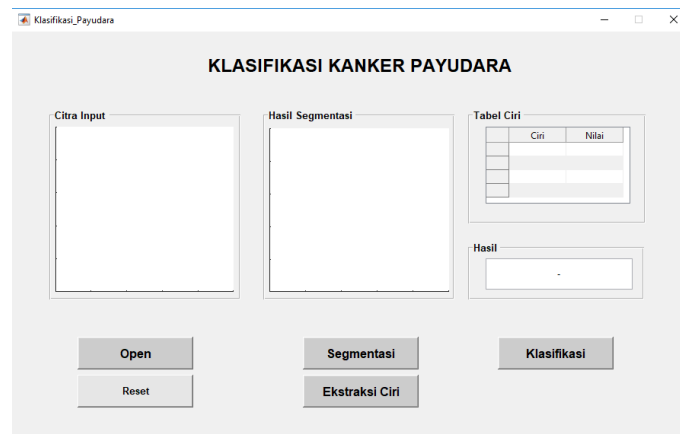 Klasifikasi_Payudara
KLASIFIKASI KANKER PAYUDARA
Citra Input
Hasil Segmentasi
Tabel Ciri
Ciri Nilai
Hasil
-
Open
Segmentasi
Klasifikasi
Reset
Ekstraksi Ciri